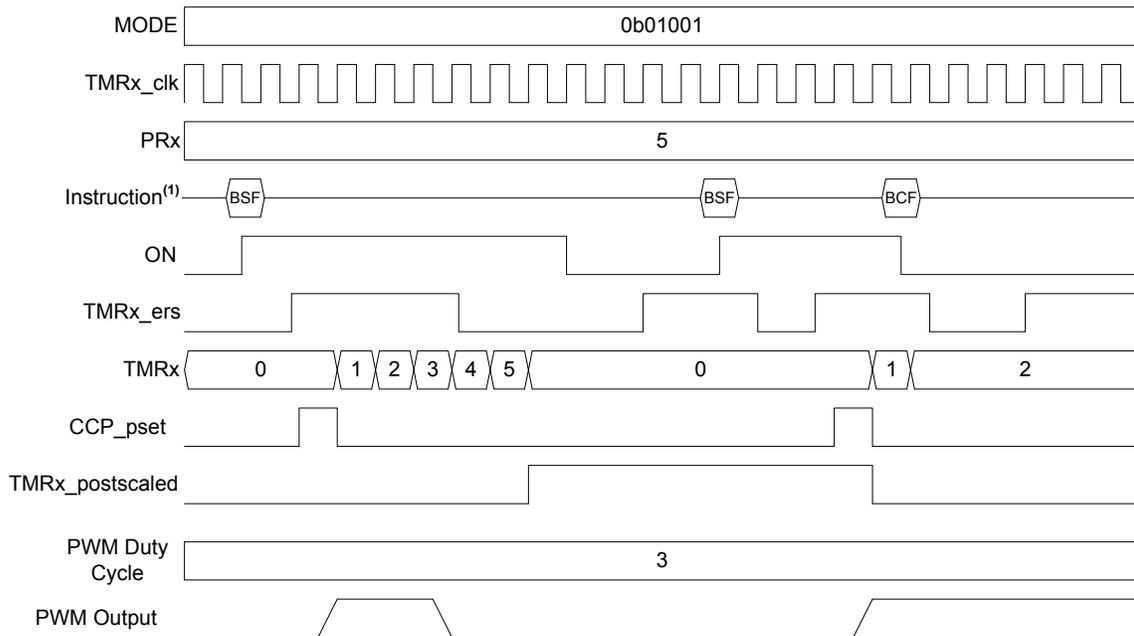 MODE 0b01001
TMRx_clk
PRx 5
Instruction(1) BSF BSF BCF
ON
TMRx_ers
TMRx 0 1 2 3 4 5 0 1 2
CCP_pset
TMRx_postscaled
PWM Duty
Cycle 3
PWM Output